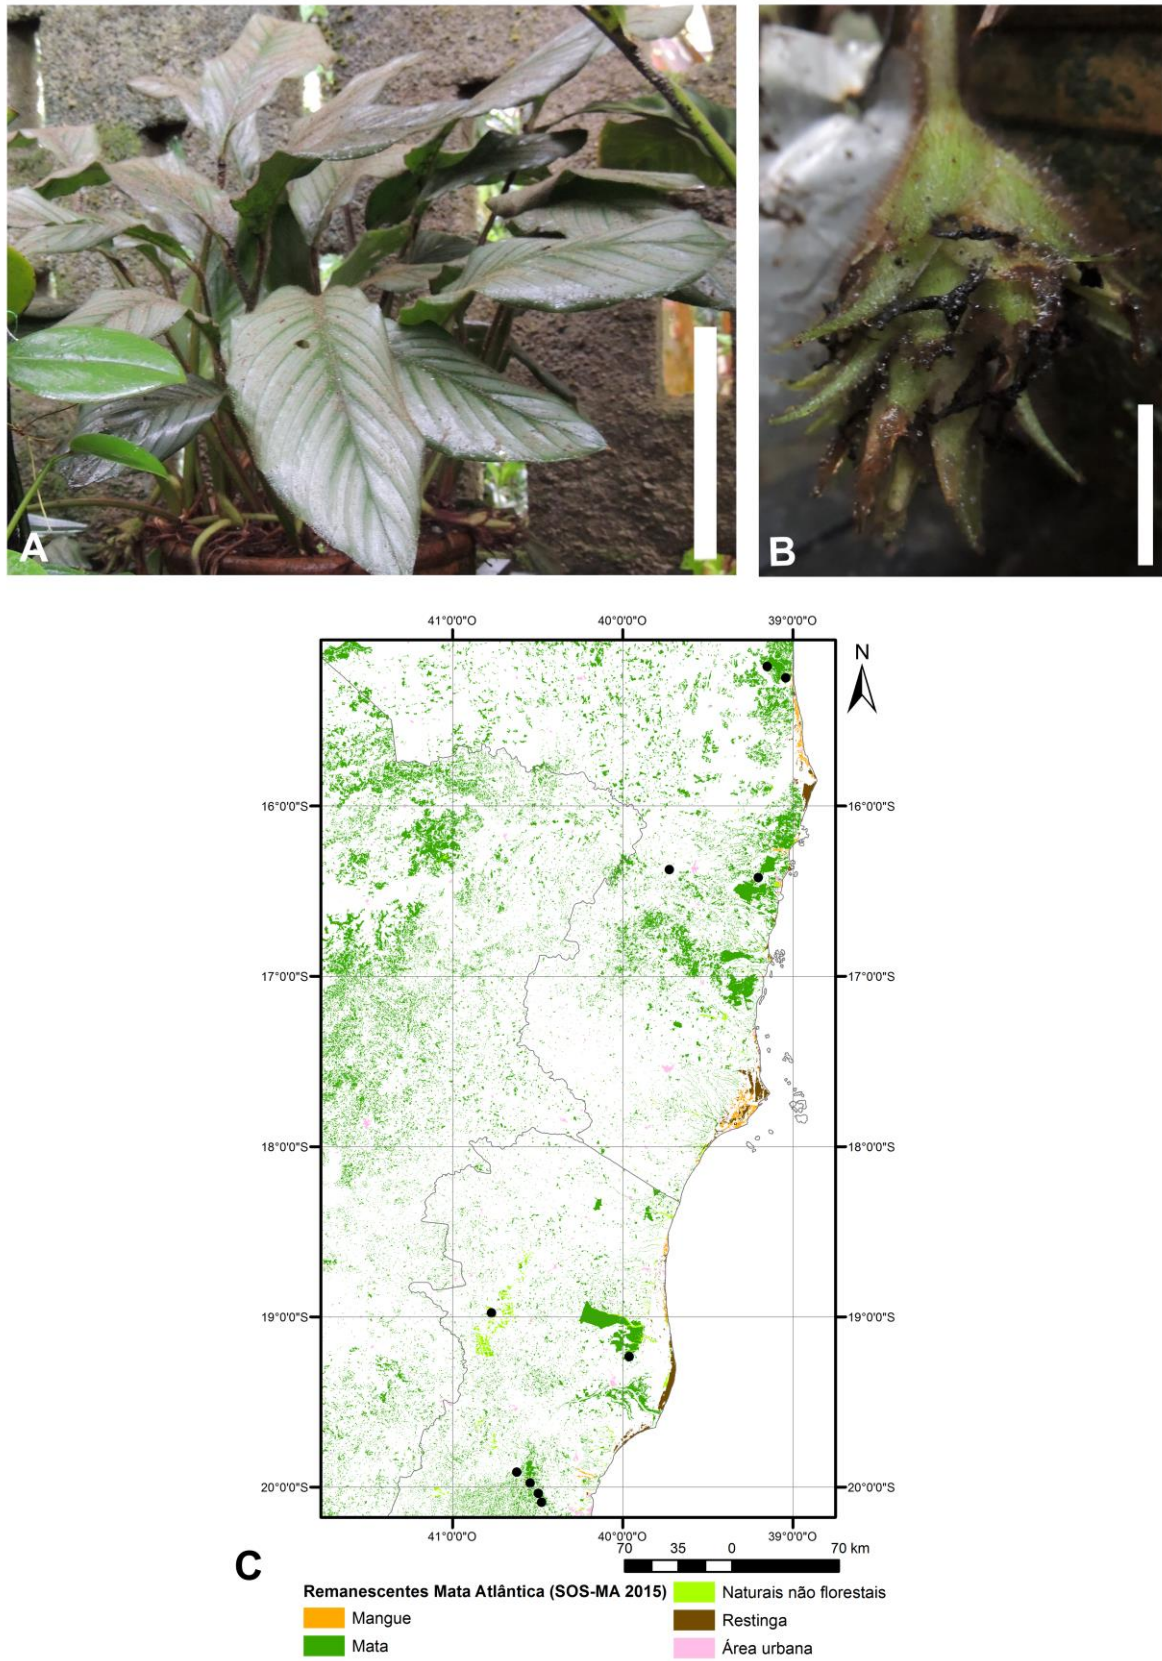 A
B
41°0'0"O 40°0'0"O 39°0'0"O
N
16°0'0"S 16°0'0"S
17°0'0"S 17°0'0"S
18°0'0"S 18°0'0"S
19°0'0"S 19°0'0"S
20°0'0"S 20°0'0"S
41°0'0"O 40°0'0"O 39°0'0"O
70 35 0 70 km
C
Remanescentes Mata Atlântica (SOS-MA 2015)
Mangue
Mata
Naturais não florestais
Restinga
Área urbana